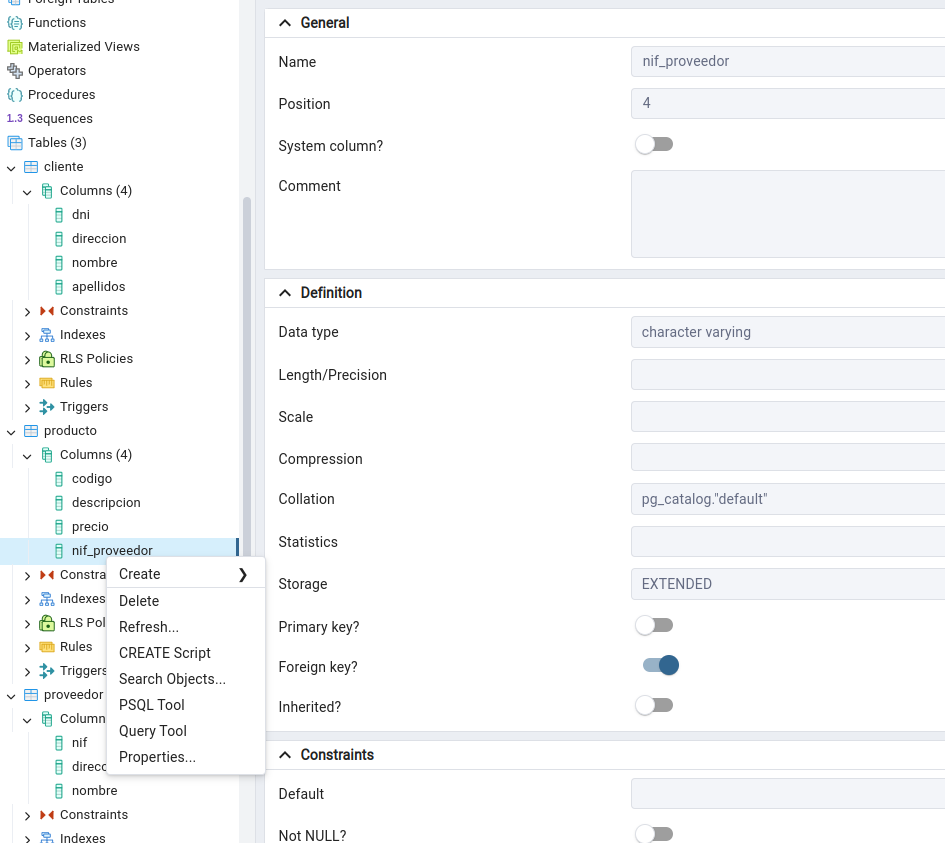 Foreign Tables
Functions
Materialized Views
Operators
Procedures
1..3 Sequences
Tables (3)
cliente
Columns (4)
dni
direccion
nombre
apellidos
Constraints
Indexes
RLS Policies
Rules
Triggers
producto
Columns (4)
codigo
descripcion
precio
nif_proveedor
Constra
Indexes
RLS Pol
Rules
Triggers
proveedor
Column
nif
direcc
nombre
Constraints
Indexes
Create
Delete
Refresh...
CREATE Script
Search Objects...
PSQL Tool
Query Tool
Properties...
General
Name nif_proveedor
Position 4
System column?
Comment
Definition
Data type character varying
Length/Precision
Scale
Compression
Collation pg_catalog."default"
Statistics
Storage EXTENDED
Primary key?
Foreign key?
Inherited?
Constraints
Default
Not NULL?